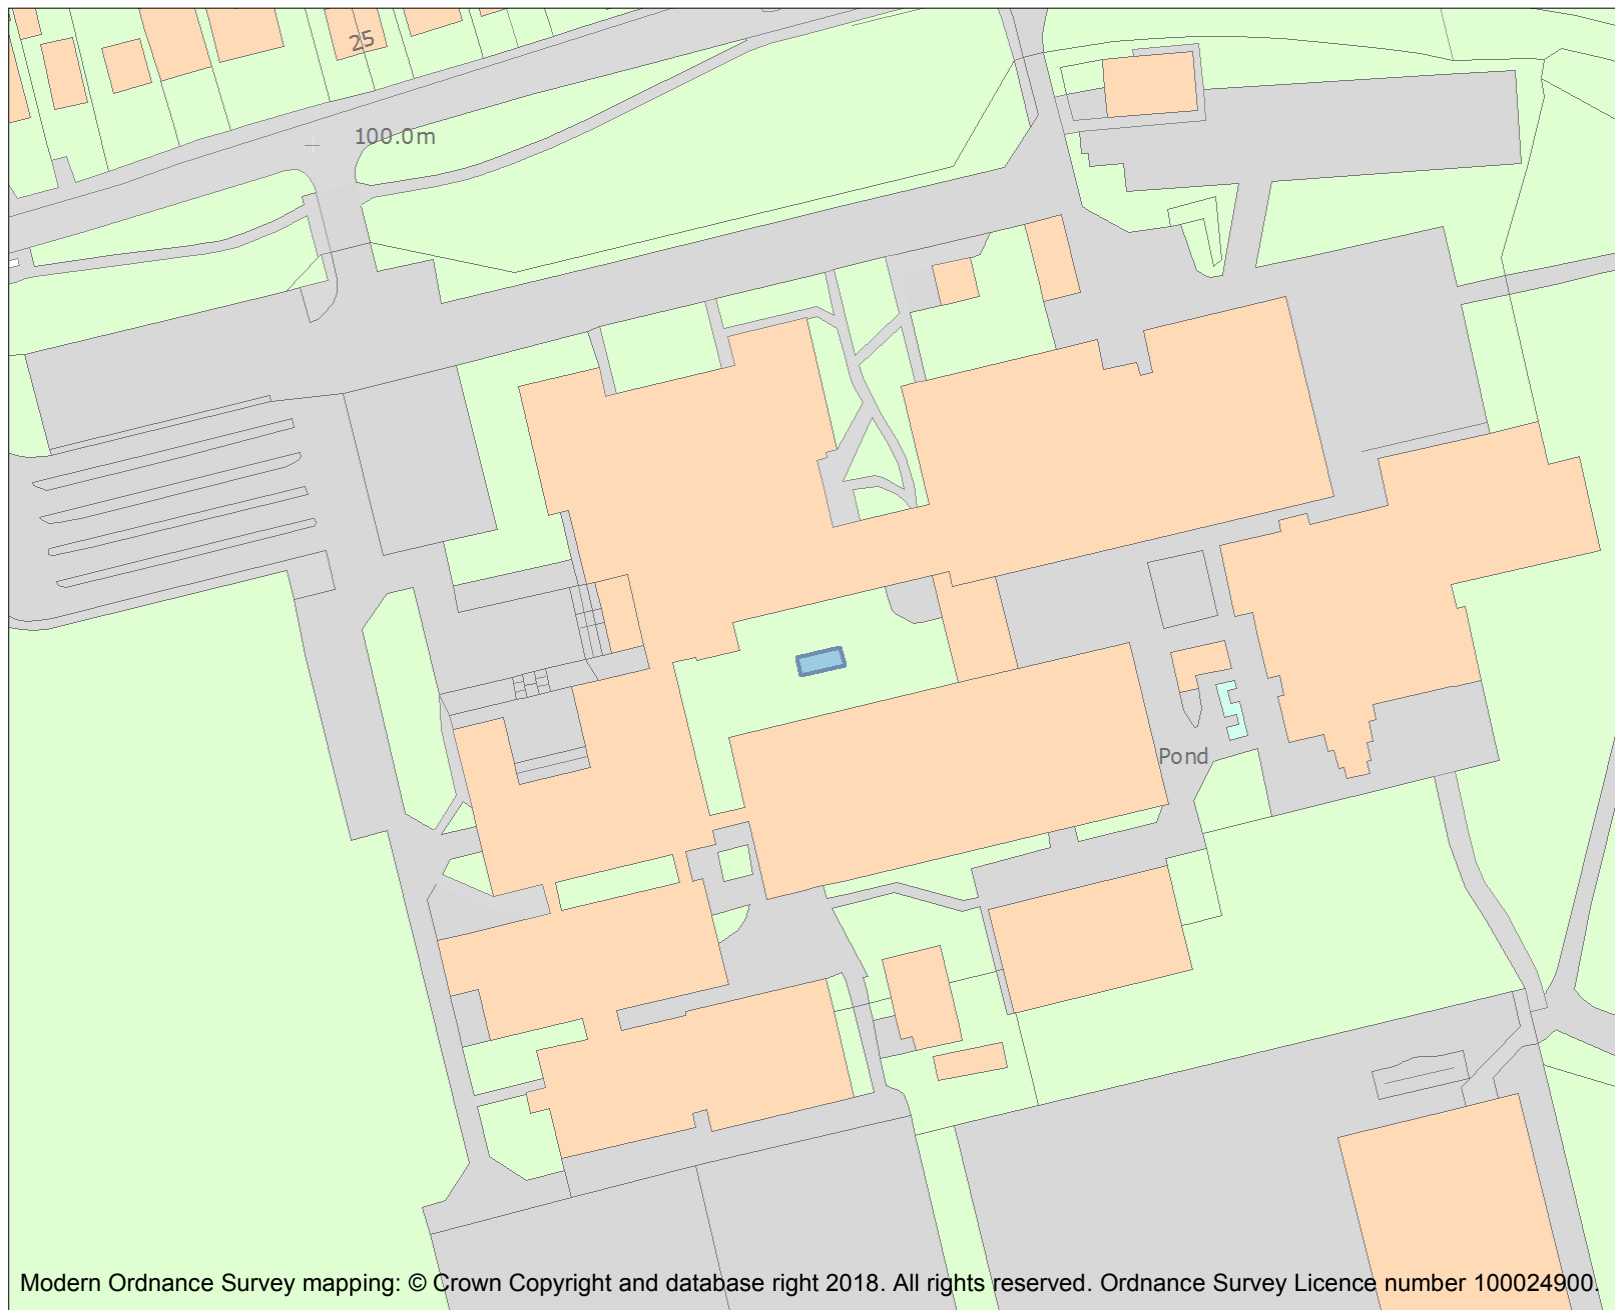 25
100.0m
Pond
Modern Ordnance Survey mapping: © Crown Copyright and database right 2018. All rights reserved. Ordnance Survey Licence number 100024900.